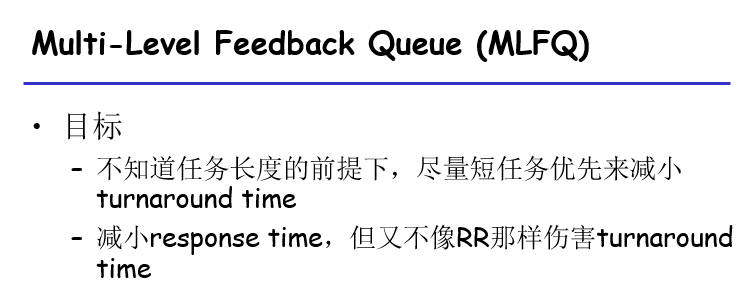 Multi-Level Feedback Queue (MLFQ)
• 目标
– 不知道任务长度的前提下，尽量短任务优先来减小
turnaround time
– 减小response time，但又不像RR那样伤害turnaround
time